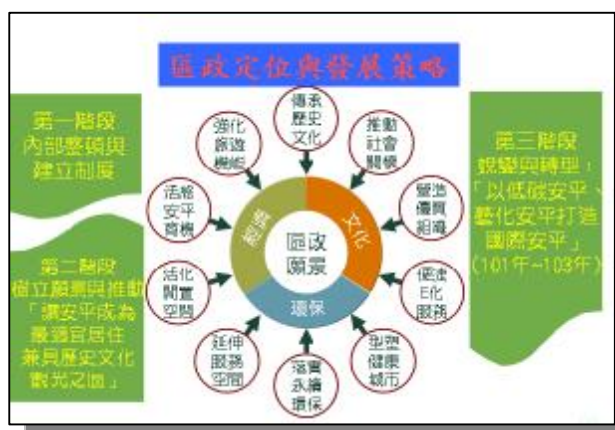 區政定位與發展策略
第一階段
內部整頓與
建立制度
第二階段
樹立願景與推動
「讓安平成為
最適宜居住
兼具歷史文化
觀光之區」
傳承
歷史
文化
推動
社會
關懷
營造
優質
組織
便捷
E化
服務
型塑
健康
城市
落實
永續
環保
延伸
服務
空間
活化
閒置
空間
活絡
安平
商機
強化
旅遊
機能
經濟
文化
環保
區政
願景
第三階段
蛻變與轉型：
「以低碳安平、
藝化安平打造
國際安平」
(101年~103年)